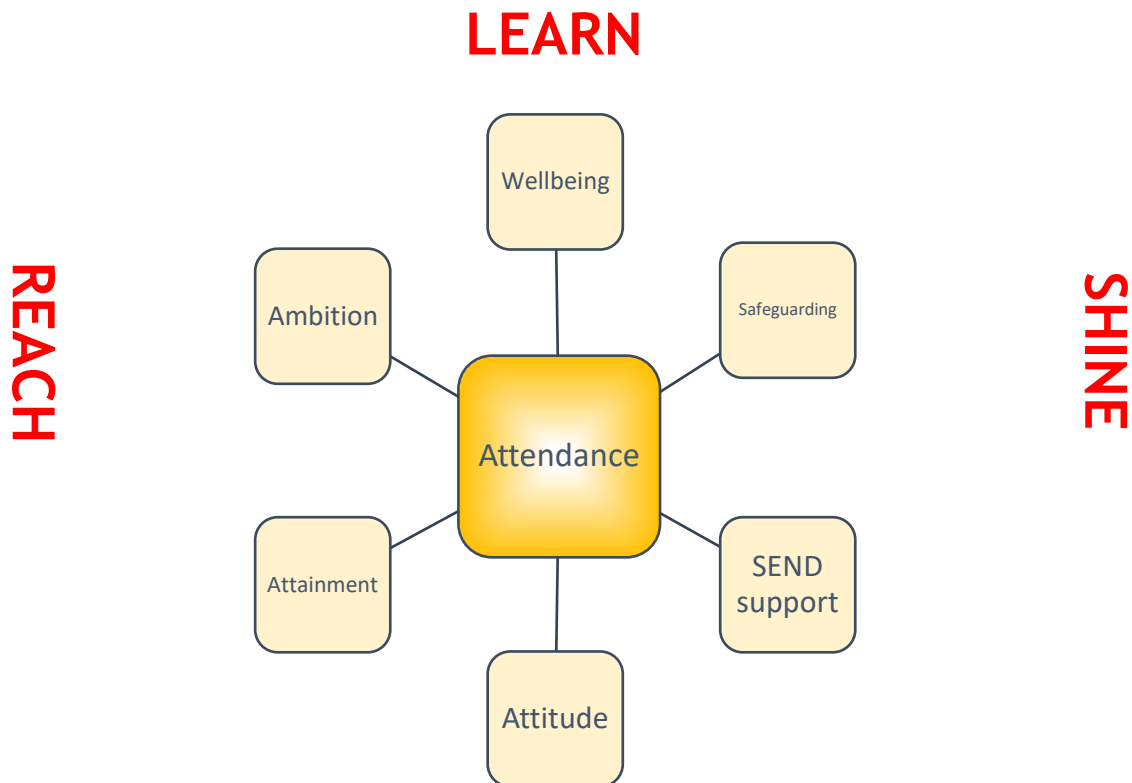 LEARN
Wellbeing
Ambition
Safeguarding
REACH
SHINE
Attendance
Attainment
SEND
support
Attitude